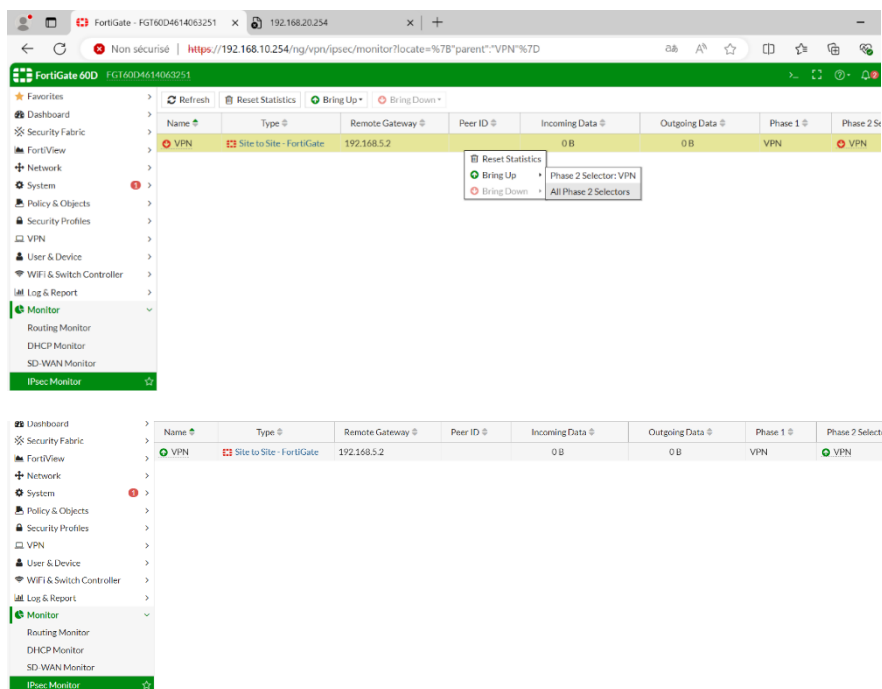 FortiGate - FGT60D4614063251
192.168.20.254
Non sécurisé
https://192.168.10.254/ng/vpn/ipsec/monitor?locate=%7B"parent":"VPN"%7D
FortiGate 60D FGT60D4614063251
2
Favorites
Dashboard
Security Fabric
FortiView
Network
System 1
Policy & Objects
Security Profiles
VPN
User & Device
WiFi & Switch Controller
Log & Report
Monitor
Routing Monitor
DHCP Monitor
SD-WAN Monitor
IPsec Monitor
Refresh Reset Statistics Bring Up Bring Down
Name Type Remote Gateway Peer ID Incoming Data Outgoing Data Phase 1 Phase 2 Se
VPN Site to Site - FortiGate 192.168.5.2 0 B 0 B VPN VPN
Reset Statistics
Bring Up
Bring Down
Phase 2 Selector: VPN
All Phase 2 Selectors
Dashboard
Security Fabric
FortiView
Network
System 1
Policy & Objects
Security Profiles
VPN
User & Device
WiFi & Switch Controller
Log & Report
Monitor
Routing Monitor
DHCP Monitor
SD-WAN Monitor
IPsec Monitor
Name Type Remote Gateway Peer ID Incoming Data Outgoing Data Phase 1 Phase 2 Select
VPN Site to Site - FortiGate 192.168.5.2 0 B 0 B VPN VPN